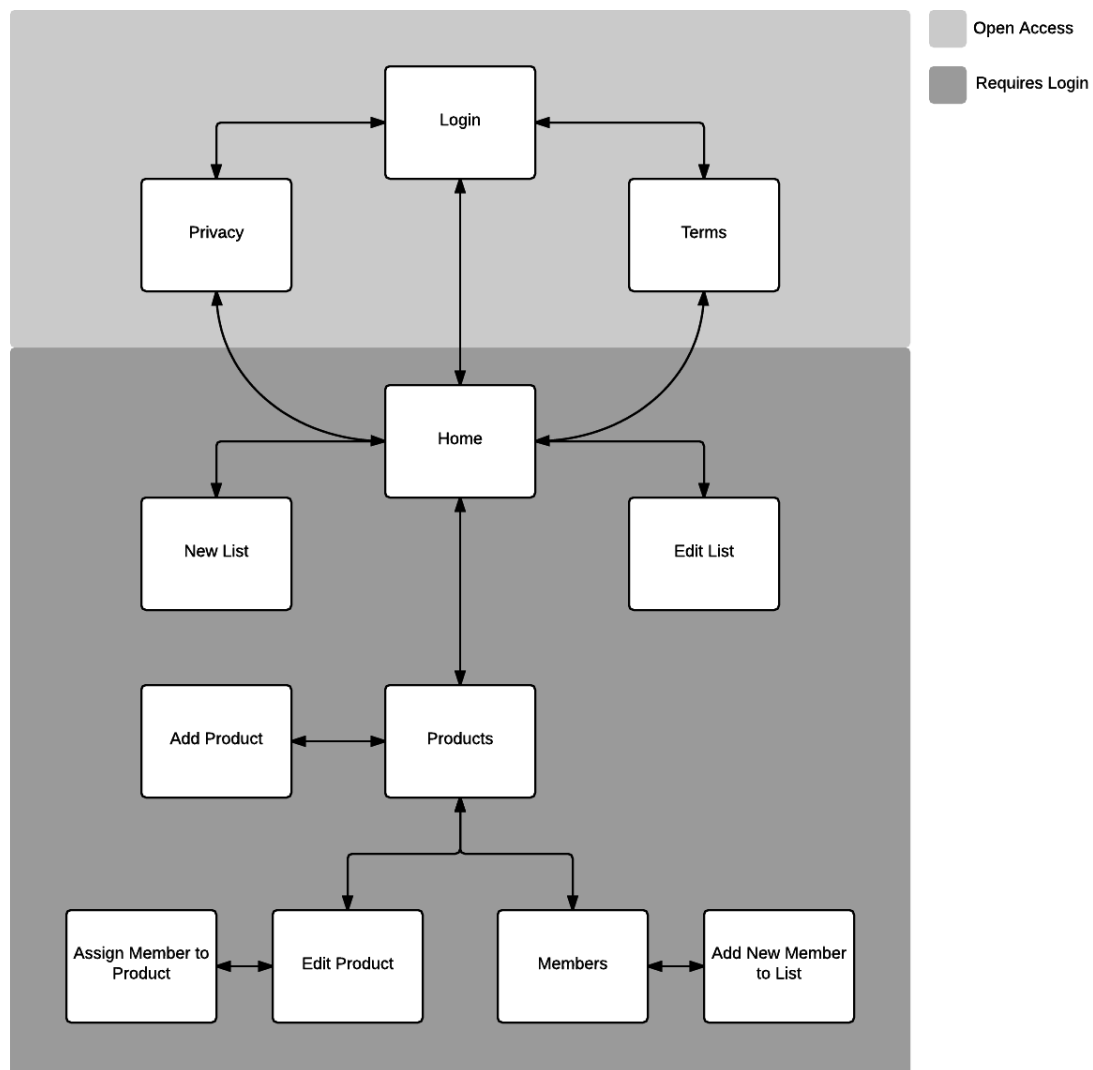 Open Access
Requires Login
Login
Privacy
Terms
Home
New List
Edit List
Add Product
Products
Assign Member to
Product
Edit Product
Members
Add New Member
to List